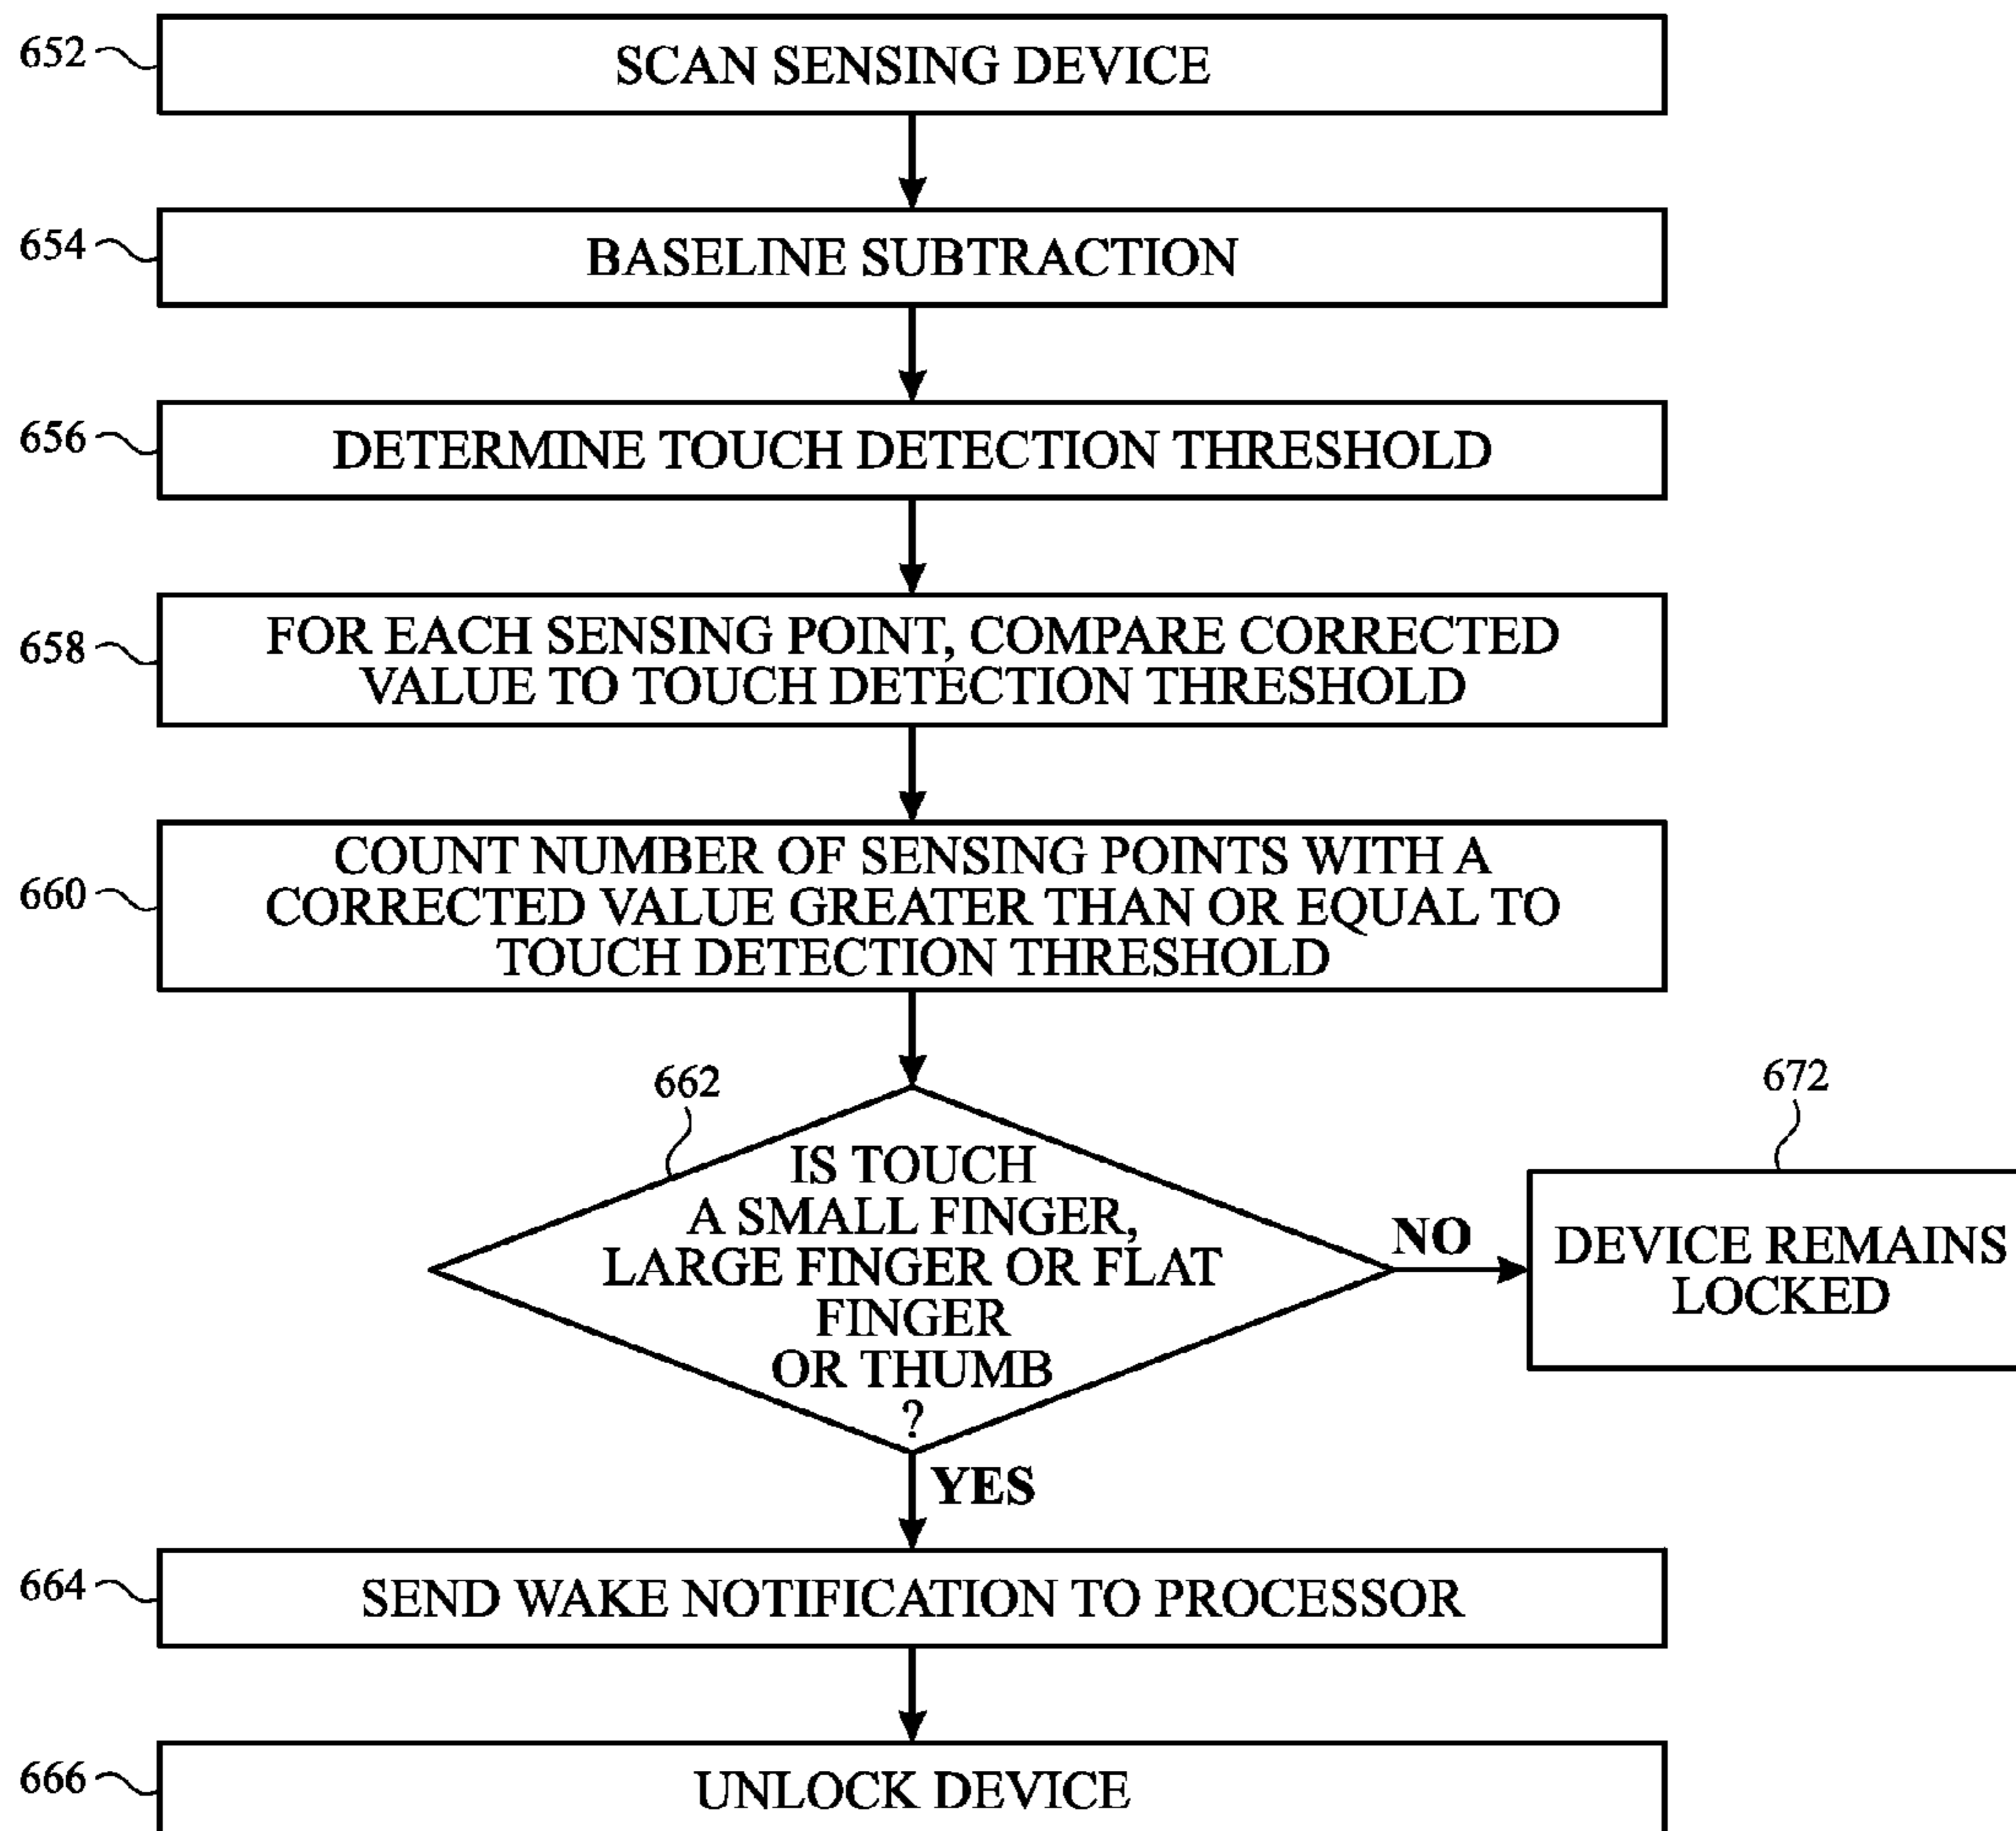 652
SCAN SENSING DEVICE
654
BASELINE SUBTRACTION
656
DETERMINE TOUCH DETECTION THRESHOLD
658
FOR EACH SENSING POINT, COMPARE CORRECTED
VALUE TO TOUCH DETECTION THRESHOLD
660
COUNT NUMBER OF SENSING POINTS WITH A
CORRECTED VALUE GREATER THAN OR EQUAL TO
TOUCH DETECTION THRESHOLD
662
IS TOUCH
A SMALL FINGER,
LARGE FINGER OR FLAT
FINGER
OR THUMB
?
NO
672
DEVICE REMAINS
LOCKED
YES
664
SEND WAKE NOTIFICATION TO PROCESSOR
666
UNLOCK DEVICE